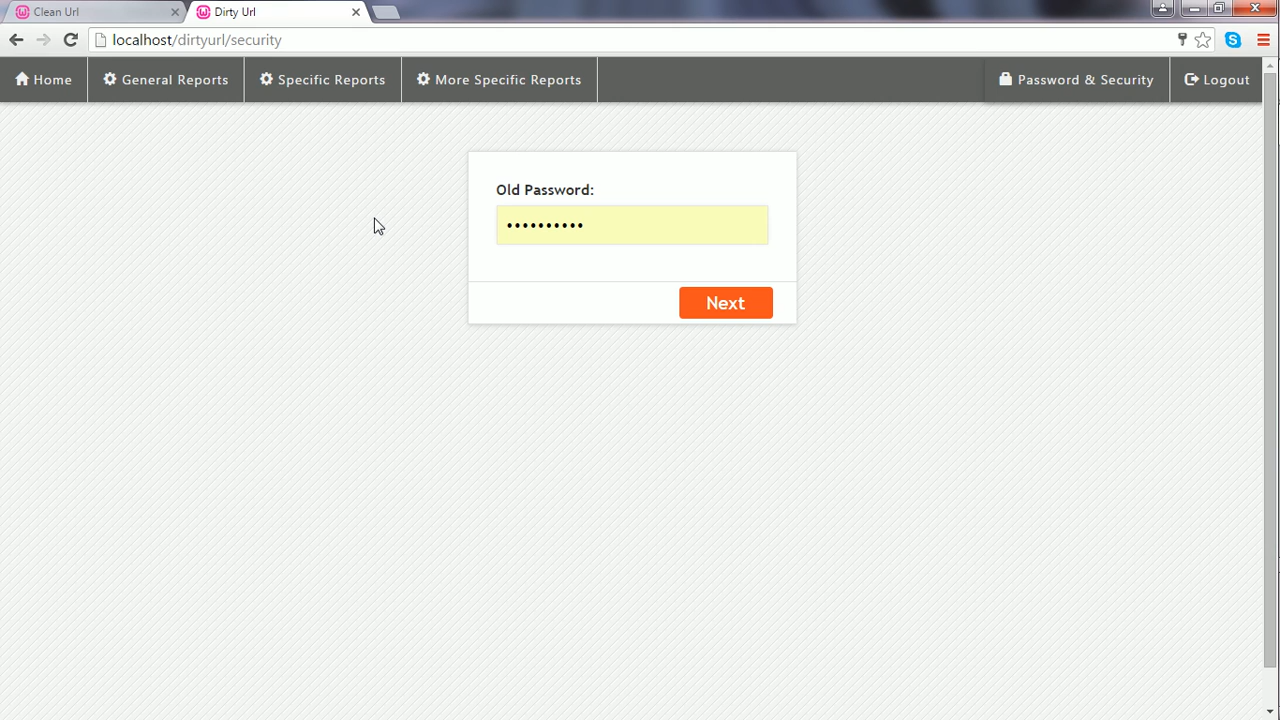 Clean Url
Dirty Url
localhost/dirtyurl/security
Home
General Reports
Specific Reports
More Specific Reports
Password & Security
Logout
Old Password:
••••••••••
Next